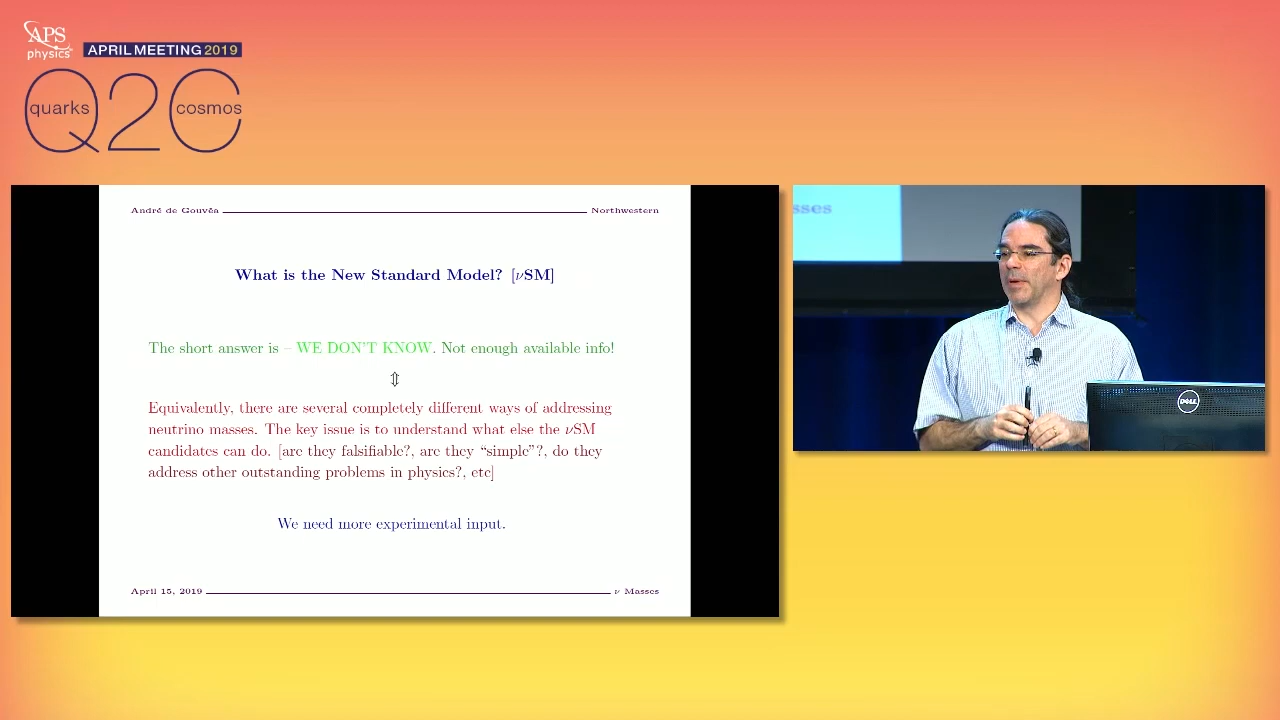 APS
physics
APRIL MEETING 2019
quarks cosmos
Q2C
André de Gouvêa Northwestern
What is the New Standard Model? [νSM]
The short answer is – WE DON'T KNOW. Not enough available info!
⇕
Equivalently, there are several completely different ways of addressing
neutrino masses. The key issue is to understand what else the νSM
candidates can do. [are they falsifiable?, are they “simple”?, do they
address other outstanding problems in physics?, etc]
We need more experimental input.
April 15, 2019 ν Masses
sses
DELL